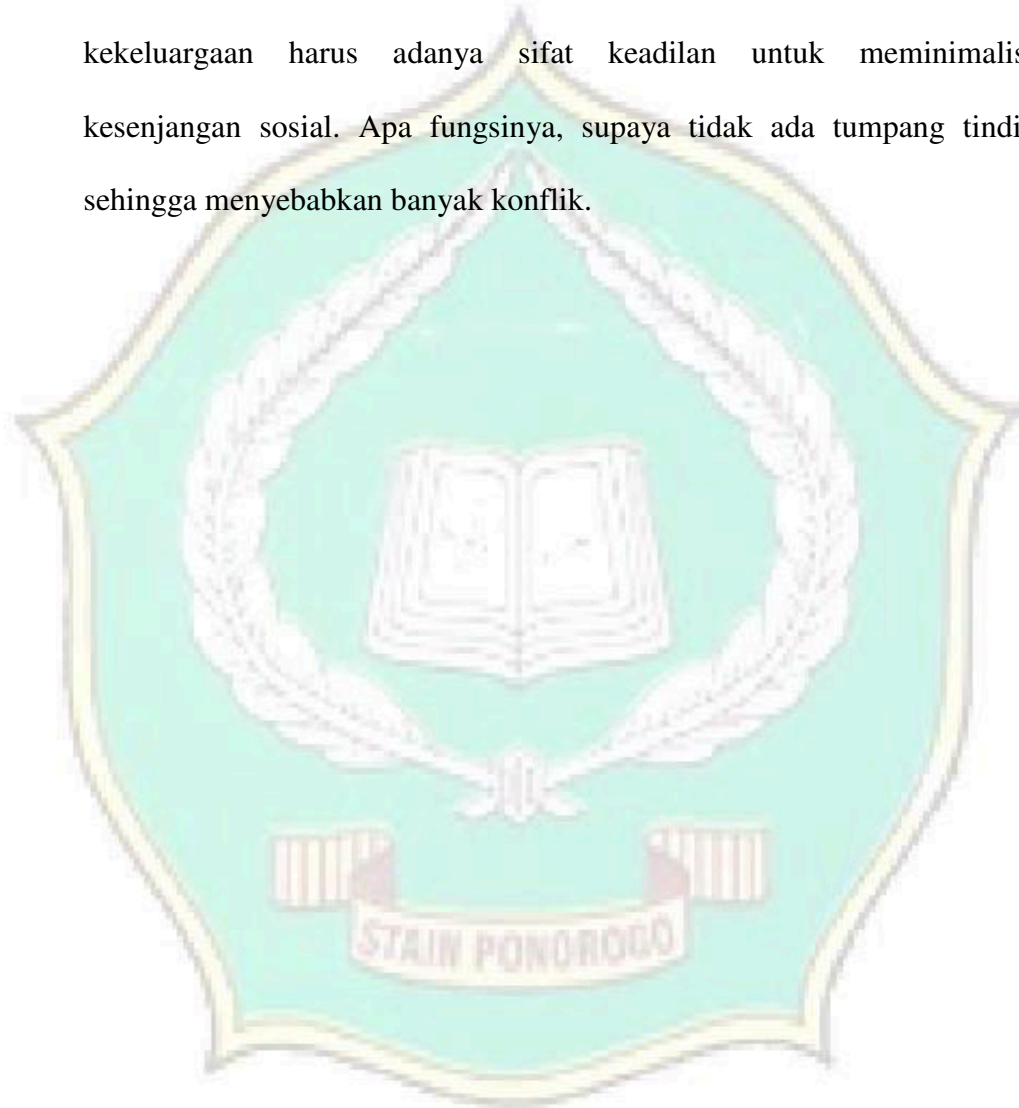 kekeluargaan harus adanya sifat keadilan untuk meminimalis
kesenjangan sosial. Apa fungsinya, supaya tidak ada tumpang tindi
sehingga menyebabkan banyak konflik.
STAIN PONOROGO